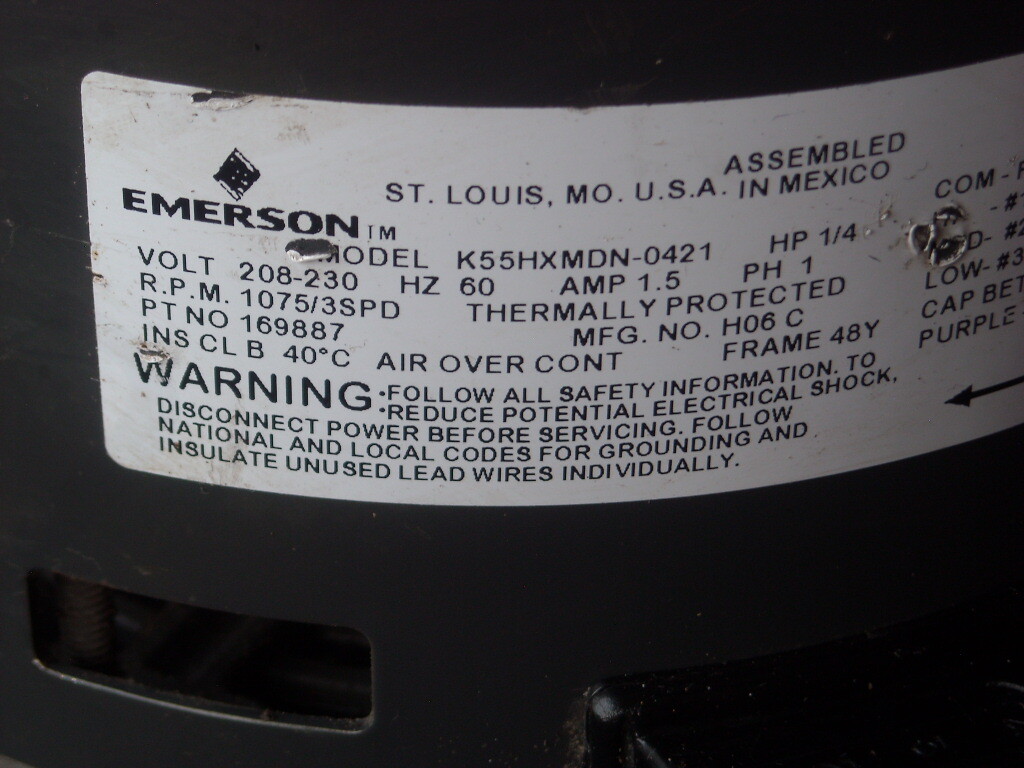 ASSEMBLED
ST. LOUIS, MO. U.S.A. IN MEXICO
EMERSON TM
MODEL K55HXMDN-0421 HP 1/4
VOLT 208-230 HZ 60 AMP 1.5 PH 1
R.P.M. 1075/3SPD THERMALLY PROTECTED
PT NO 169887 MFG. NO. H06 C
INS CL B 40°C AIR OVER CONT FRAME 48Y
WARNING •FOLLOW ALL SAFETY INFORMATION. TO
•REDUCE POTENTIAL ELECTRICAL SHOCK,
DISCONNECT POWER BEFORE SERVICING. FOLLOW
NATIONAL AND LOCAL CODES FOR GROUNDING AND
INSULATE UNUSED LEAD WIRES INDIVIDUALLY.
COM-
-#
-#2
LOW-#3
CAP BET
PURPLE-